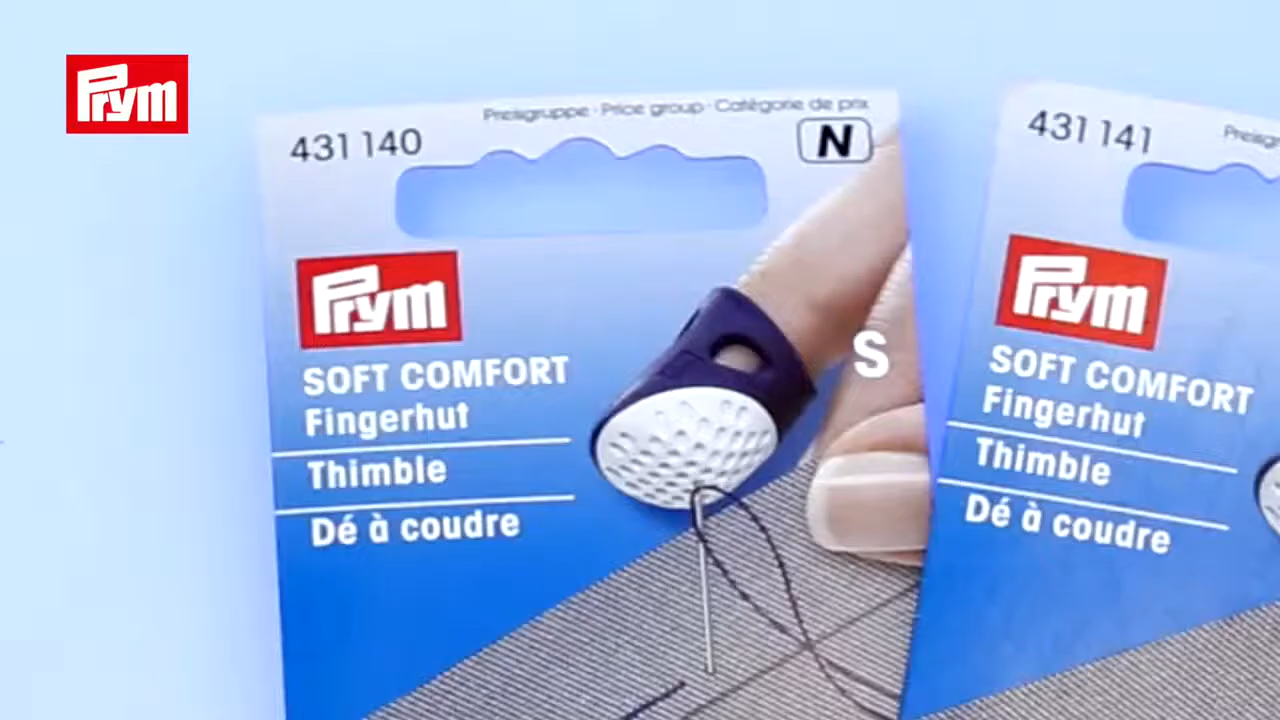 Prym
Preisgruppe · Price group · Catégorie de prix
431 140
N
Prym
SOFT COMFORT
Fingerhut
Thimble
Dé à coudre
S
431 141
Prym
SOFT COMFORT
Fingerhut
Thimble
Dé à coudre